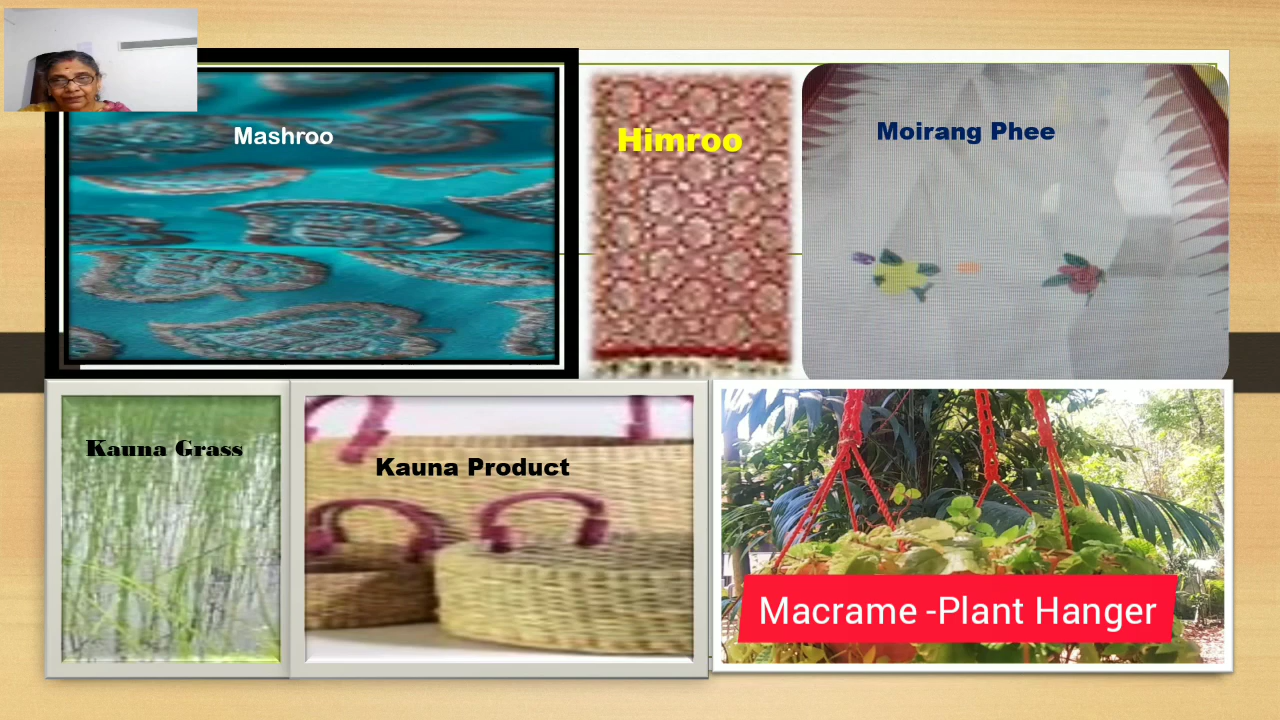 Mashroo
Himroo
Moirang Phee
Kauna Grass
Kauna Product
Macrame -Plant Hanger